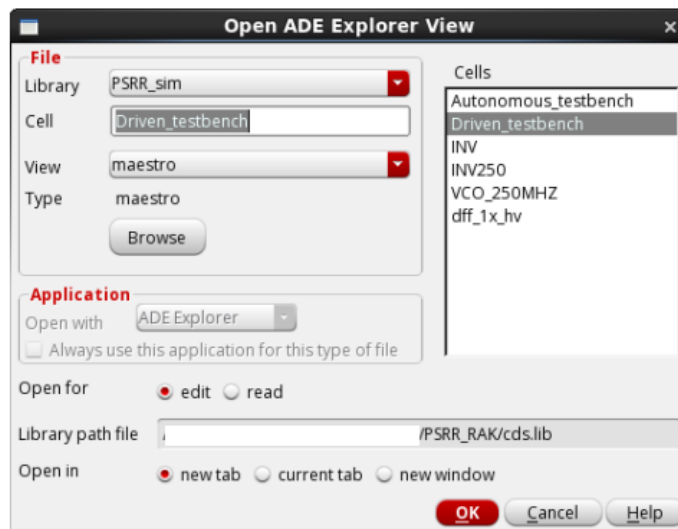 Open ADE Explorer View
File
Library PSRR_sim
Cell Driven_testbench
View maestro
Type maestro
Browse
Cells
Autonomous_testbench
Driven_testbench
INV
INV250
VCO_250MHZ
dff_1x_hv
Application
Open with ADE Explorer
Always use this application for this type of file
Open for edit read
Library path file / /PSRR_RAK/cds.lib
Open in new tab current tab new window
OK Cancel Help